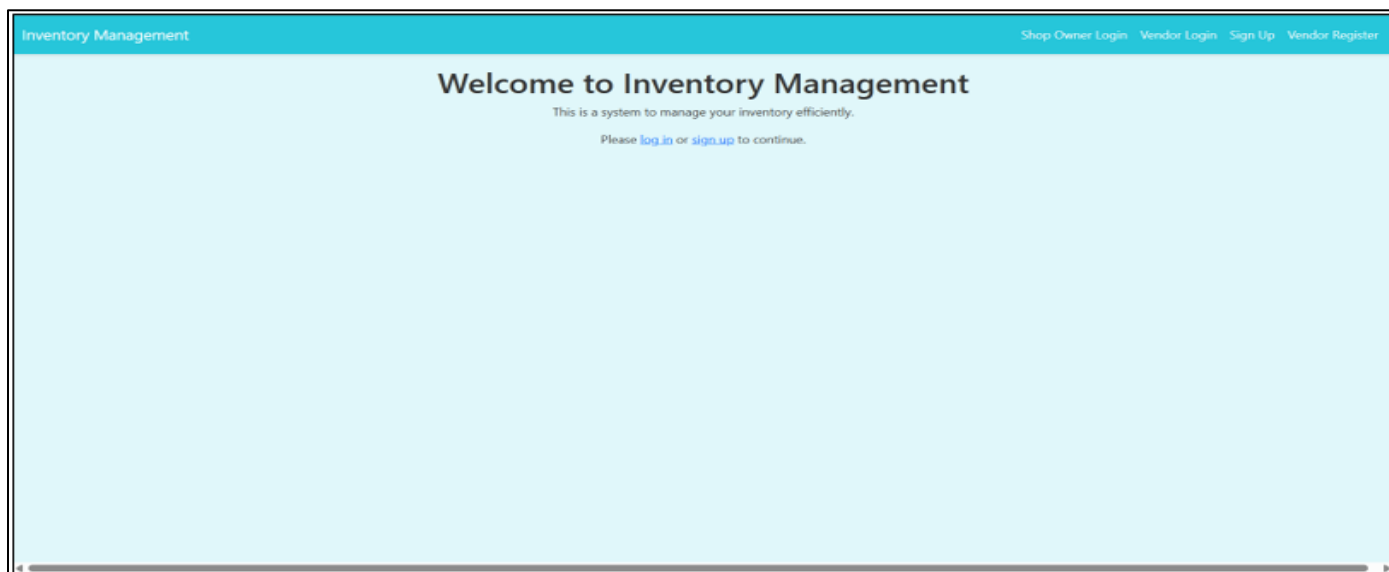 Inventory Management
Shop Owner Login Vendor Login Sign Up Vendor Register
Welcome to Inventory Management
This is a system to manage your inventory efficiently.
Please log in or sign up to continue.